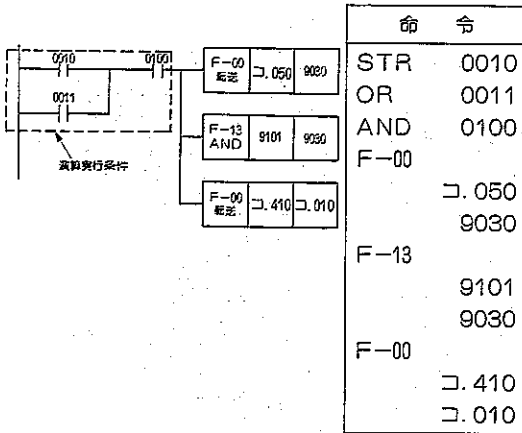 0010 0100
0011
演算実行条件
F-00 転送 コ.050 9030
F-13 AND 9101 9030
F-00 転送 コ.410 コ.010
命 令
STR 0010
OR 0011
AND 0100
F-00
コ.050
9030
F-13
9101
9030
F-00
コ.410
コ.010